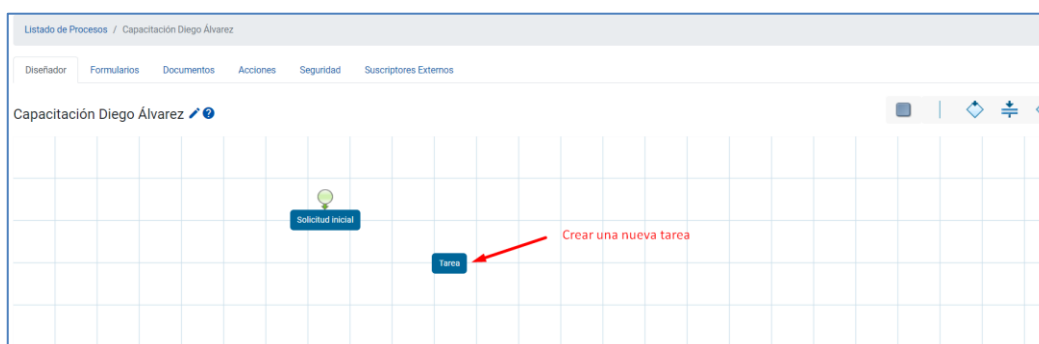 Listado de Procesos / Capacitación Diego Álvarez
Diseñador Formularios Documentos Acciones Seguridad Suscriptores Externos
Capacitación Diego Álvarez
Solicitud inicial
Crear una nueva tarea
Tarea